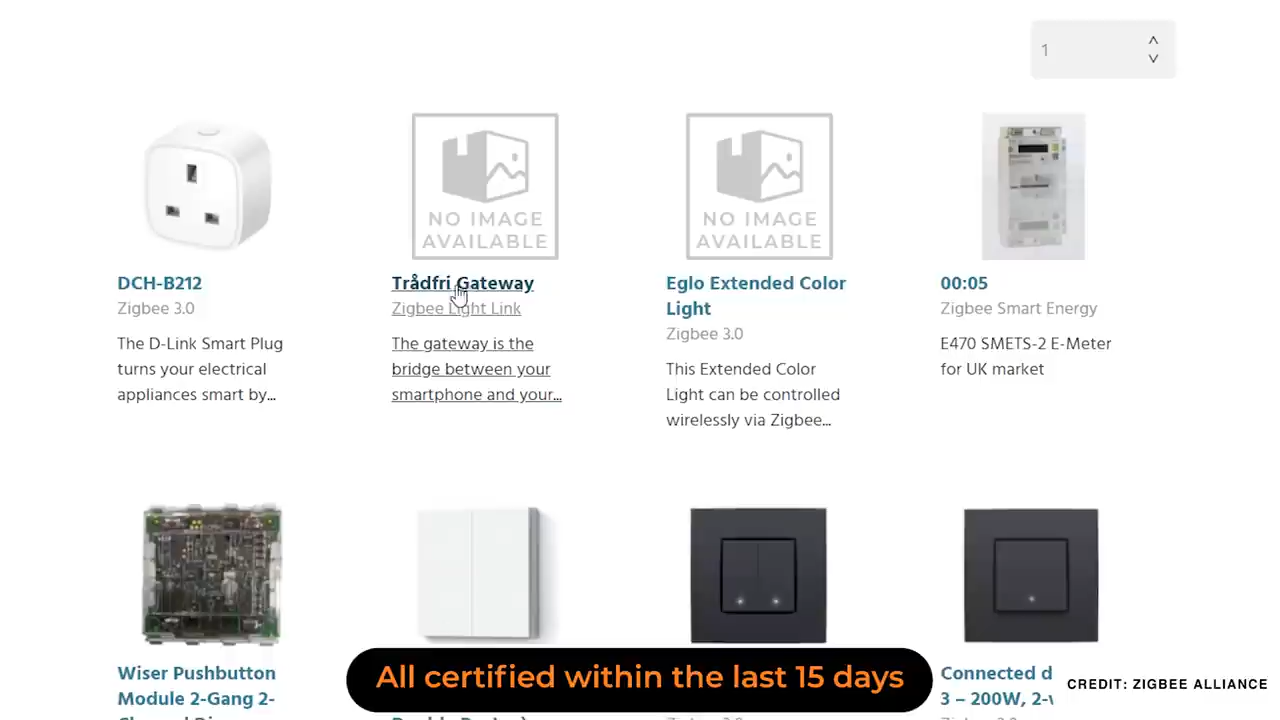 1
NO IMAGE
AVAILABLE
NO IMAGE
AVAILABLE
DCH-B212
Zigbee 3.0
The D-Link Smart Plug
turns your electrical
appliances smart by...
Trådfri Gateway
Zigbee Light Link
The gateway is the
bridge between your
smartphone and your...
Eglo Extended Color
Light
Zigbee 3.0
This Extended Color
Light can be controlled
wirelessly via Zigbee...
00:05
Zigbee Smart Energy
E470 SMETS-2 E-Meter
for UK market
Wiser Pushbutton
Module 2-Gang 2-
Connected
3 – 200W,
All certified within the last 15 days
CREDIT: ZIGBEE ALLIANCE